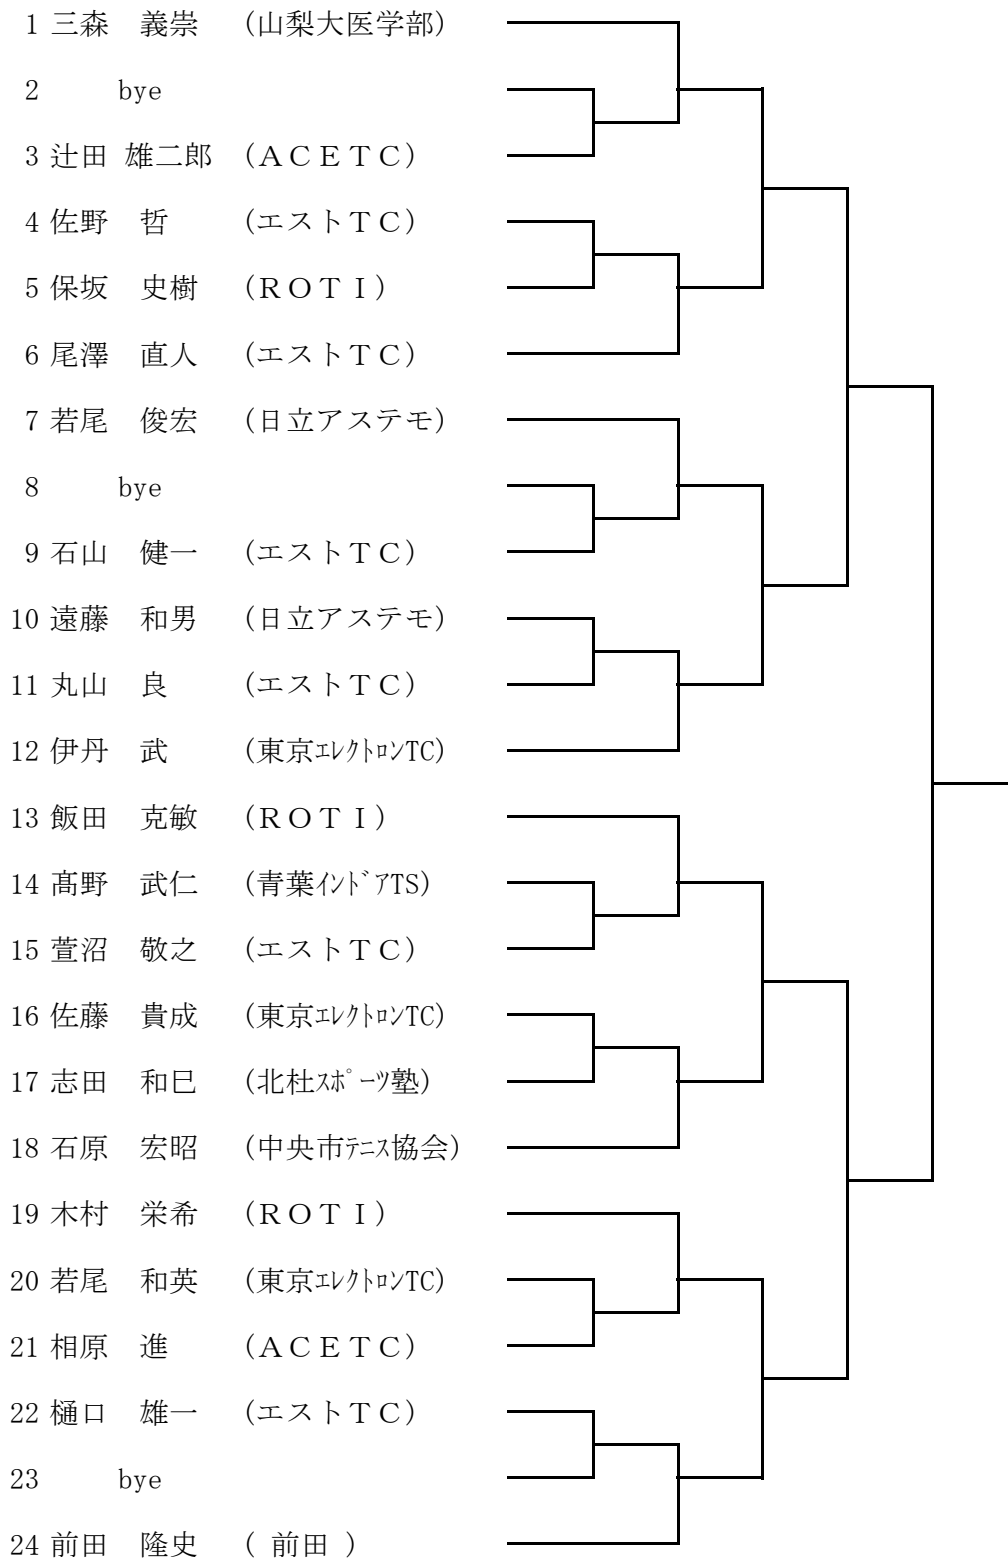 1 三森　義崇　（山梨大医学部）
2　　bye
3 辻田 雄二郎　（ＡＣＥＴＣ）
4 佐野　哲　（エストＴＣ）
5 保坂　史樹　（ＲＯＴＩ）
6 尾澤　直人　（エストＴＣ）
7 若尾　俊宏　（日立アステモ）
8　　bye
9 石山　健一　（エストＴＣ）
10 遠藤　和男　（日立アステモ）
11 丸山　良　（エストＴＣ）
12 伊丹　武　（東京ｴﾚｸﾄﾛﾝTC）
13 飯田　克敏　（ＲＯＴＩ）
14 髙野　武仁　（青葉ｲﾝﾄﾞｱTS）
15 萱沼　敬之　（エストＴＣ）
16 佐藤　貴成　（東京ｴﾚｸﾄﾛﾝTC）
17 志田　和巳　（北杜ｽﾎﾟｰﾂ塾）
18 石原　宏昭　（中央市ﾃﾆｽ協会）
19 木村　栄希　（ＲＯＴＩ）
20 若尾　和英　（東京ｴﾚｸﾄﾛﾝTC）
21 相原　進　（ＡＣＥＴＣ）
22 樋口　雄一　（エストＴＣ）
23　　bye
24 前田　隆史　（ 前田 ）